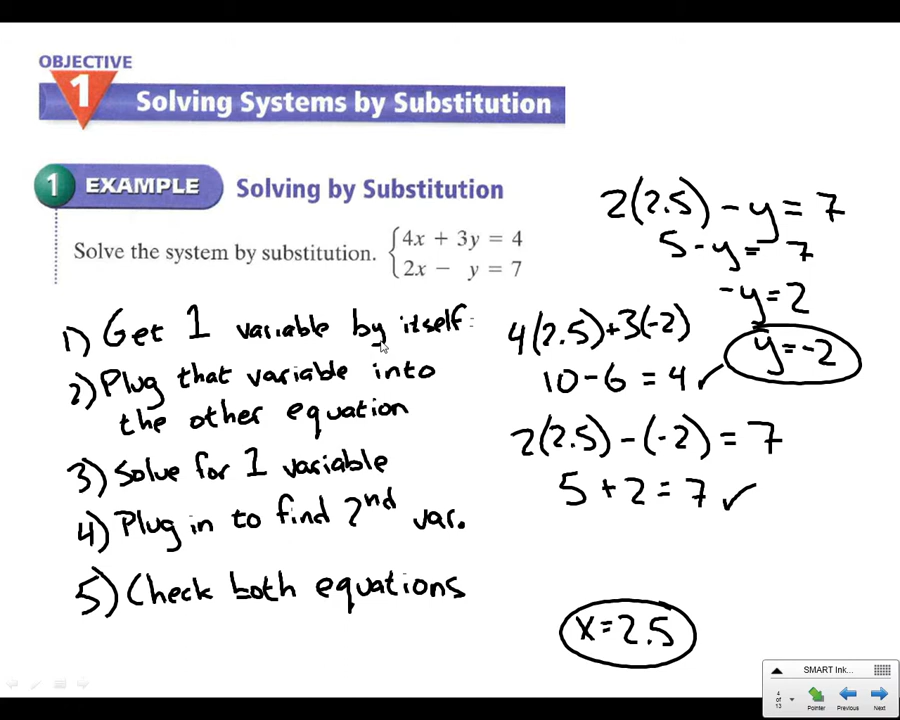 OBJECTIVE
1 Solving Systems by Substitution
1 EXAMPLE Solving by Substitution
Solve the system by substitution. {4x + 3y = 4
2x − y = 7
1) Get 1 variable by itself:
2) Plug that variable into
the other equation
3) Solve for 1 variable
4) Plug in to find 2nd var.
5) Check both equations
2(2.5) - y = 7
5 - y = 7
-y = 2
y = -2
4(2.5)+3(-2)
10 - 6 = 4 ✓
2(2.5) - (-2) = 7
5 + 2 = 7 ✓
x = 2.5
SMART Ink...
4 of 13
Pointer Previous Next